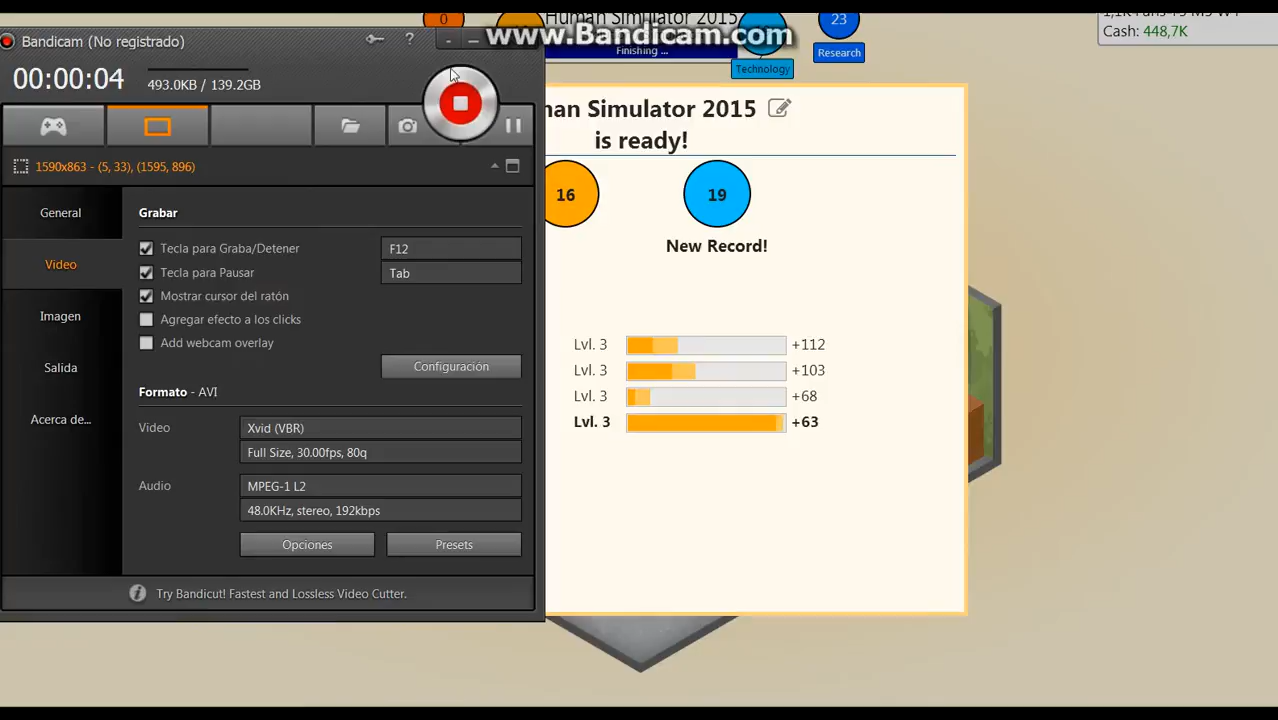 Bandicam (No registrado)
?
00:00:04
493.0KB / 139.2GB
1590x863 - (5, 33), (1595, 896)
General
Video
Imagen
Salida
Acerca de...
Grabar
Tecla para Graba/Detener
F12
Tecla para Pausar
Tab
Mostrar cursor del ratón
Agregar efecto a los clicks
Add webcam overlay
Configuración
Formato - AVI
Video
Xvid (VBR)
Full Size, 30.00fps, 80q
Audio
MPEG-1 L2
48.0KHz, stereo, 192kbps
Opciones
Presets
Try Bandicut! Fastest and Lossless Video Cutter.
0
Human Simulator 2015
www.Bandicam.com
Finishing ...
Technology
23
Research
Cash: 448,7K
man Simulator 2015
is ready!
16
19
New Record!
Lvl. 3 +112
Lvl. 3 +103
Lvl. 3 +68
Lvl. 3 +63